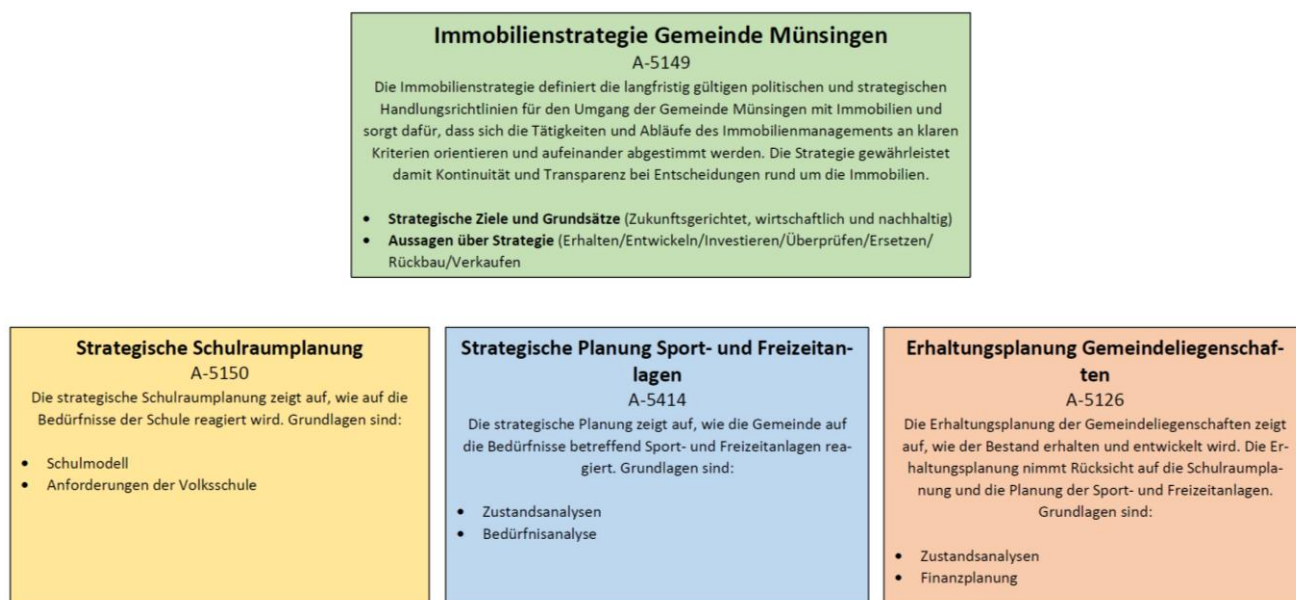 Immobilienstrategie Gemeinde Münsingen
A-5149
Die Immobilienstrategie definiert die langfristig gültigen politischen und strategischen
Handlungsrichtlinien für den Umgang der Gemeinde Münsingen mit Immobilien und
sorgt dafür, dass sich die Tätigkeiten und Abläufe des Immobilienmanagements an klaren
Kriterien orientieren und aufeinander abgestimmt werden. Die Strategie gewährleistet
damit Kontinuität und Transparenz bei Entscheidungen rund um die Immobilien.
• Strategische Ziele und Grundsätze (Zukunftsgerichtet, wirtschaftlich und nachhaltig)
• Aussagen über Strategie (Erhalten/Entwickeln/Investieren/Überprüfen/Ersetzen/
Rückbau/Verkaufen
Strategische Schulraumplanung
A-5150
Die strategische Schulraumplanung zeigt auf, wie auf die
Bedürfnisse der Schule reagiert wird. Grundlagen sind:
• Schulmodell
• Anforderungen der Volksschule
Strategische Planung Sport- und Freizeitan-
lagen
A-5414
Die strategische Planung zeigt auf, wie die Gemeinde auf
die Bedürfnisse betreffend Sport- und Freizeitanlagen rea-
giert. Grundlagen sind:
• Zustandsanalysen
• Bedürfnisanalyse
Erhaltungsplanung Gemeindeliegenschaf-
ten
A-5126
Die Erhaltungsplanung der Gemeindeliegenschaften zeigt
auf, wie der Bestand erhalten und entwickelt wird. Die Er-
haltungsplanung nimmt Rücksicht auf die Schulraumpla-
nung und die Planung der Sport- und Freizeitanlagen.
Grundlagen sind:
• Zustandsanalysen
• Finanzplanung